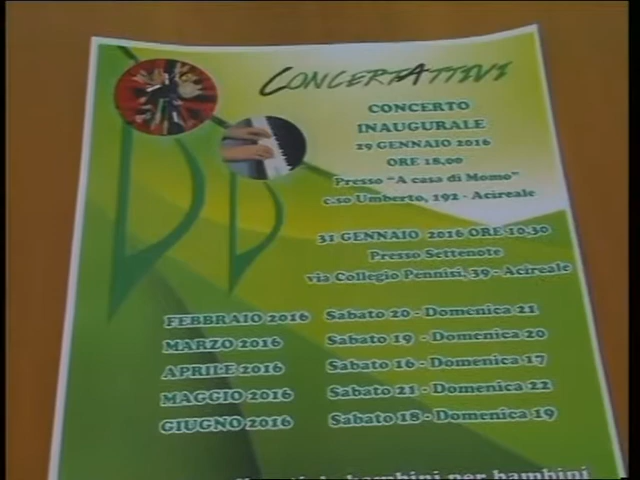 CONCERTATTIVI
CONCERTO
INAUGURALE
29 GENNAIO 2016
ORE 18,00
Presso "A casa di Momo"
c.so Umberto, 192 - Acireale
31 GENNAIO 2016 ORE 10.30
Presso Settenote
via Collegio Pennisi, 39 - Acireale
FEBBRAIO 2016 Sabato 20 - Domenica 21
MARZO 2016 Sabato 19 - Domenica 20
APRILE 2016 Sabato 16 - Domenica 17
MAGGIO 2016 Sabato 21 - Domenica 22
GIUGNO 2016 Sabato 18 - Domenica 19
bambini per bambini